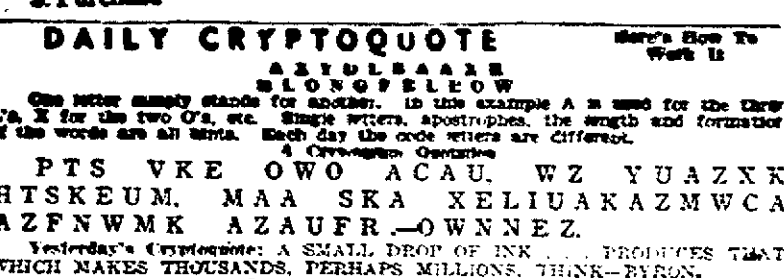 DAILY CRYPTOQUOTE
Here's How To
Work It
A X Y D L B A A X R
L O N G F E L L O W
One letter simply stands for another. In this example A is used for the three
X for the two O's, etc. Single letters, apostrophes, the length and formation
of the words are all hints. Each day the code letters are different.
A Cryptogram Quotation
PTS VKE OWO ACAU, WZ YUAZXK
HTSKEUM, MAA SKA XELIUAKAZMWCA
AZFNWMK AZAUFR.—OWNNEZ.
Yesterday's Cryptoquote: A SMALL DROP OF INK . . . PRODUCES THAT
WHICH MAKES THOUSANDS, PERHAPS MILLIONS, THINK—BYRON.